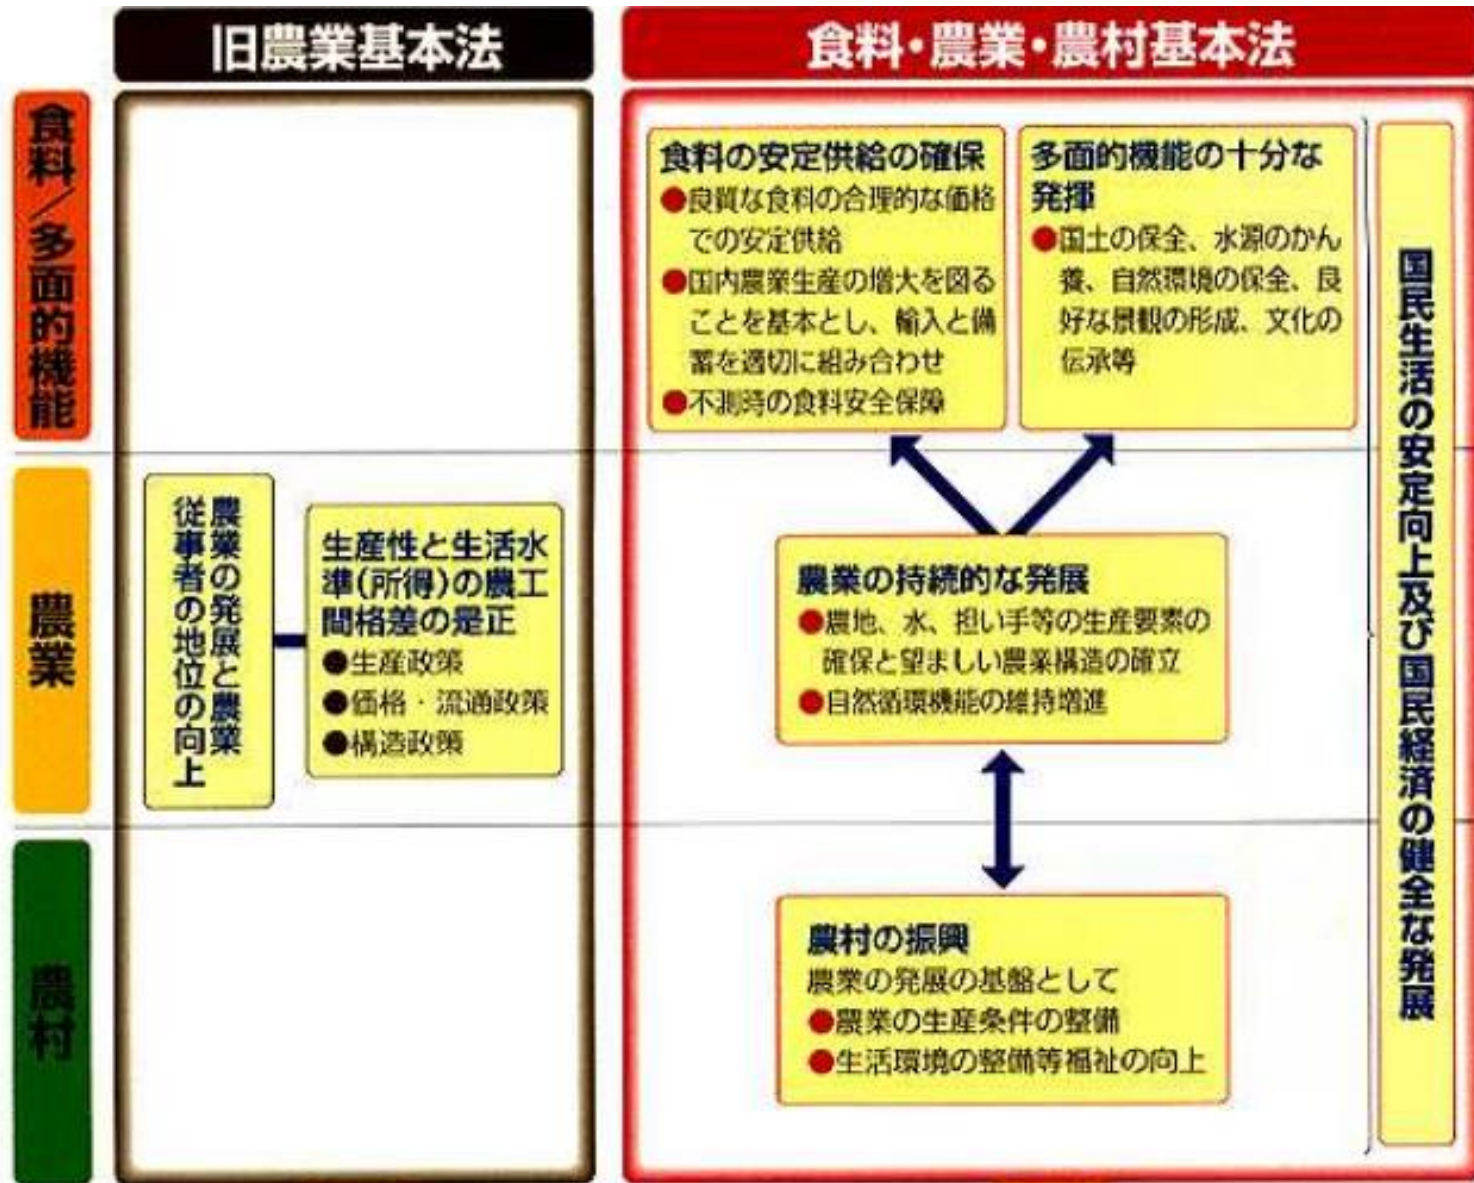 旧農業基本法
食料・農業・農村基本法
食料/多面的機能
食料の安定供給の確保
●良質な食料の合理的な価格
での安定供給
●国内農業生産の増大を図る
ことを基本とし、輸入と備
蓄を適切に組み合わせ
●不測時の食料安全保障
多面的機能の十分な
発揮
●国土の保全、水源のかん
養、自然環境の保全、良
好な景観の形成、文化の
伝承等
国民生活の安定向上及び国民経済の健全な発展
農業
農業の発展と農業
従事者の地位の向上
生産性と生活水
準(所得)の農工
間格差の是正
●生産政策
●価格・流通政策
●構造政策
農業の持続的な発展
●農地、水、担い手等の生産要素の
確保と望ましい農業構造の確立
●自然循環機能の維持増進
農村
農村の振興
農業の発展の基盤として
●農業の生産条件の整備
●生活環境の整備等福祉の向上